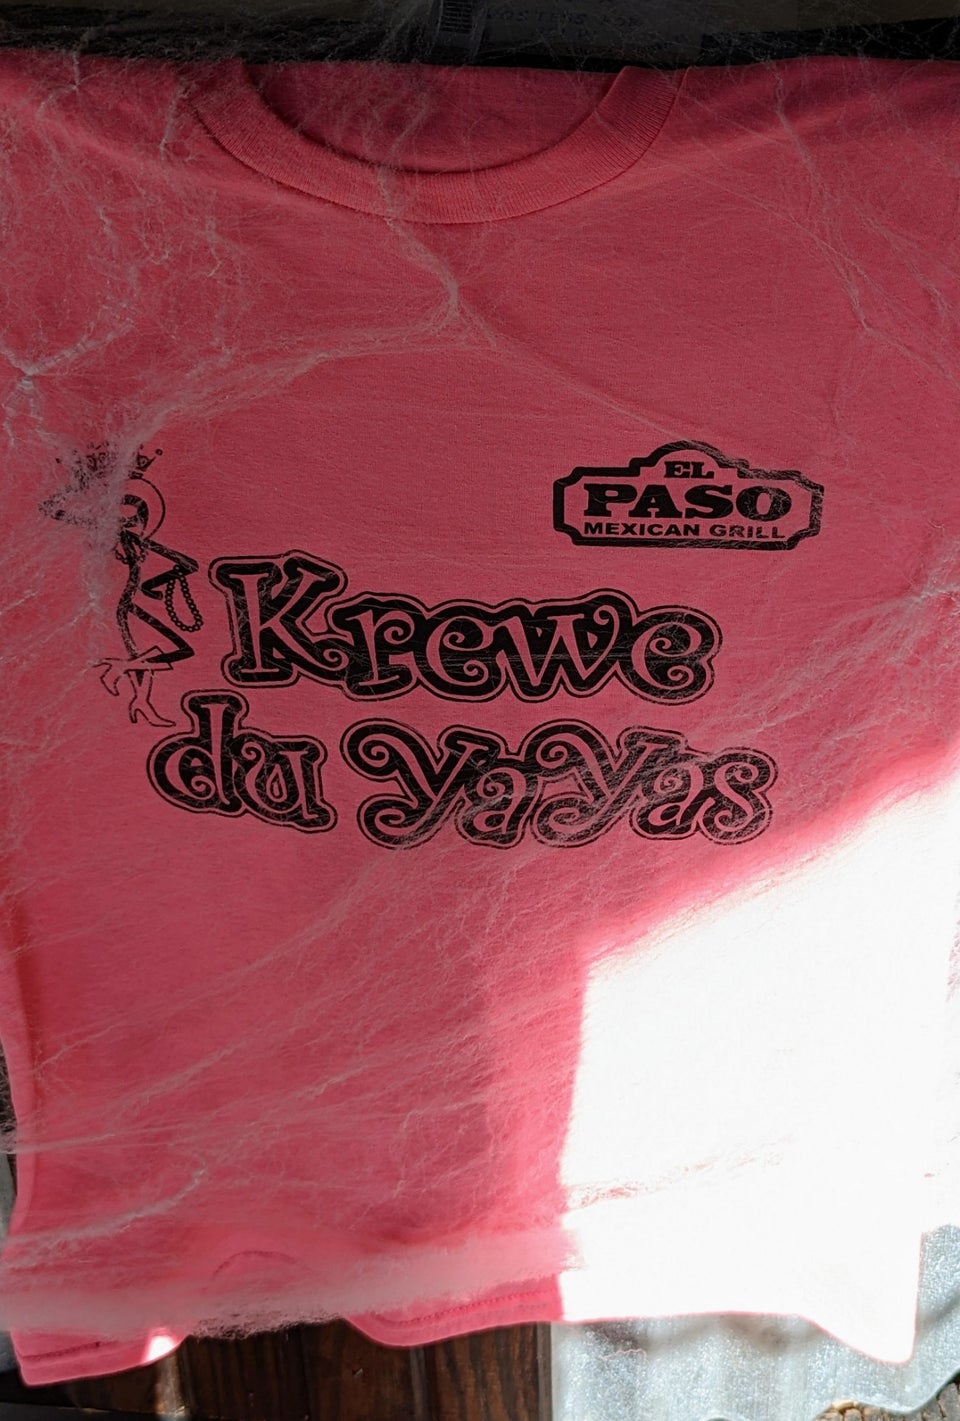 EL
PASO
MEXICAN GRILL
Krewe
du YaYas